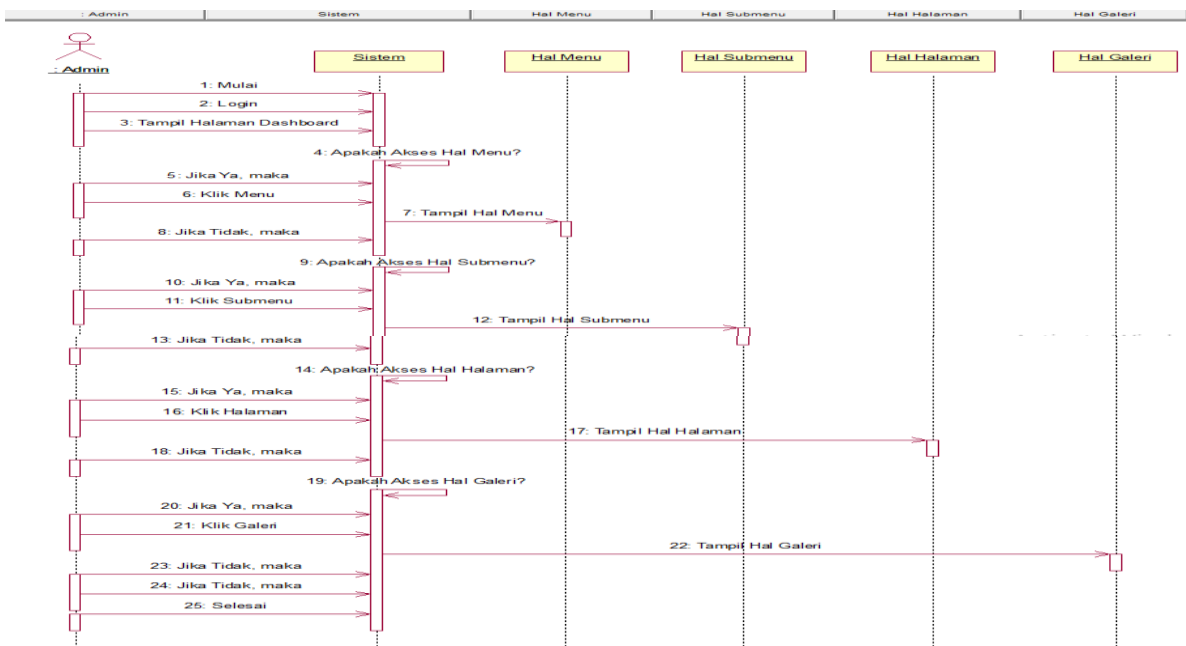 : Admin
Sistem
Hal Menu
Hal Submenu
Hal Halaman
Hal Galeri
: Admin
Sistem
Hal Menu
Hal Submenu
Hal Halaman
Hal Galeri
1: Mulai
2: Login
3: Tampil Halaman Dashboard
4: Apakah Akses Hal Menu?
5: Jika Ya, maka
6: Klik Menu
7: Tampil Hal Menu
8: Jika Tidak, maka
9: Apakah Akses Hal Submenu?
10: Jika Ya, maka
11: Klik Submenu
12: Tampil Hal Submenu
13: Jika Tidak, maka
14: Apakah Akses Hal Halaman?
15: Jika Ya, maka
16: Klik Halaman
17: Tampil Hal Halaman
18: Jika Tidak, maka
19: Apakah Akses Hal Galeri?
20: Jika Ya, maka
21: Klik Galeri
22: Tampil Hal Galeri
23: Jika Tidak, maka
24: Jika Tidak, maka
25: Selesai